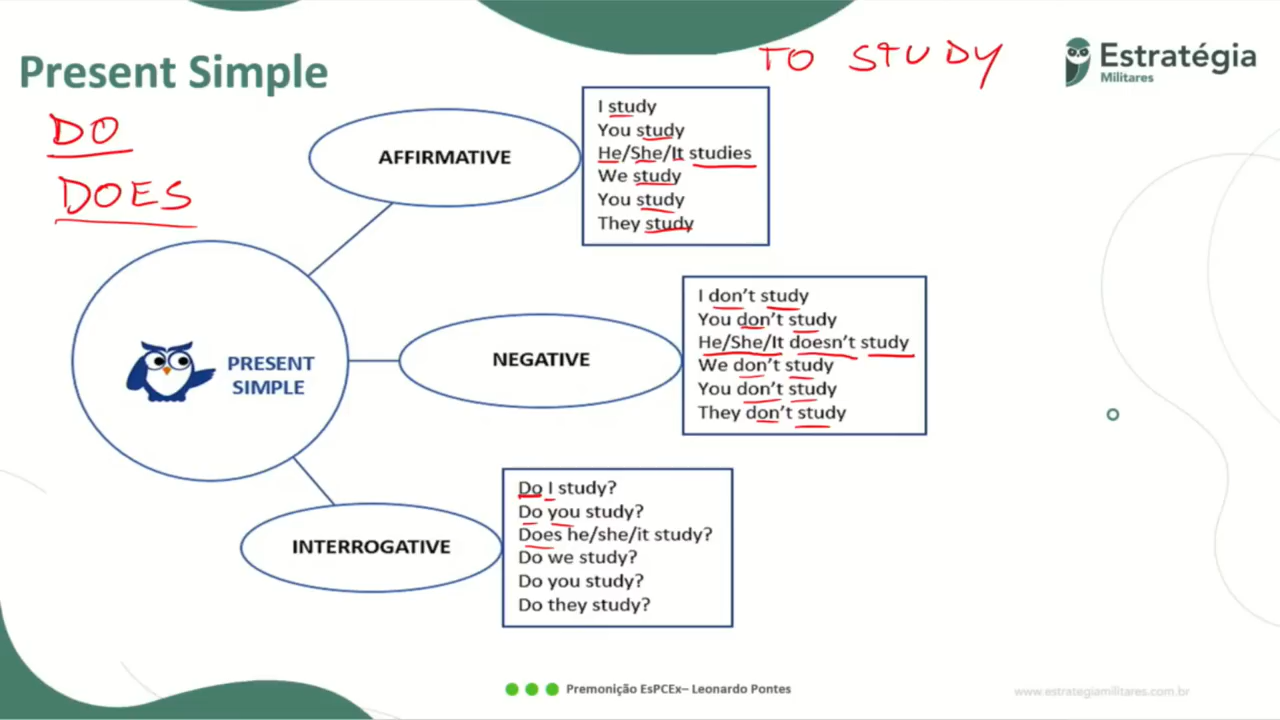 Present Simple
TO STUDY
Estratégia
Militares
DO
DOES
AFFIRMATIVE
I study
You study
He/She/It studies
We study
You study
They study
PRESENT
SIMPLE
NEGATIVE
I don't study
You don't study
He/She/It doesn't study
We don't study
You don't study
They don't study
INTERROGATIVE
Do I study?
Do you study?
Does he/she/it study?
Do we study?
Do you study?
Do they study?
Premonição EsPCEx– Leonardo Pontes
www.estrategiamilitares.com.br